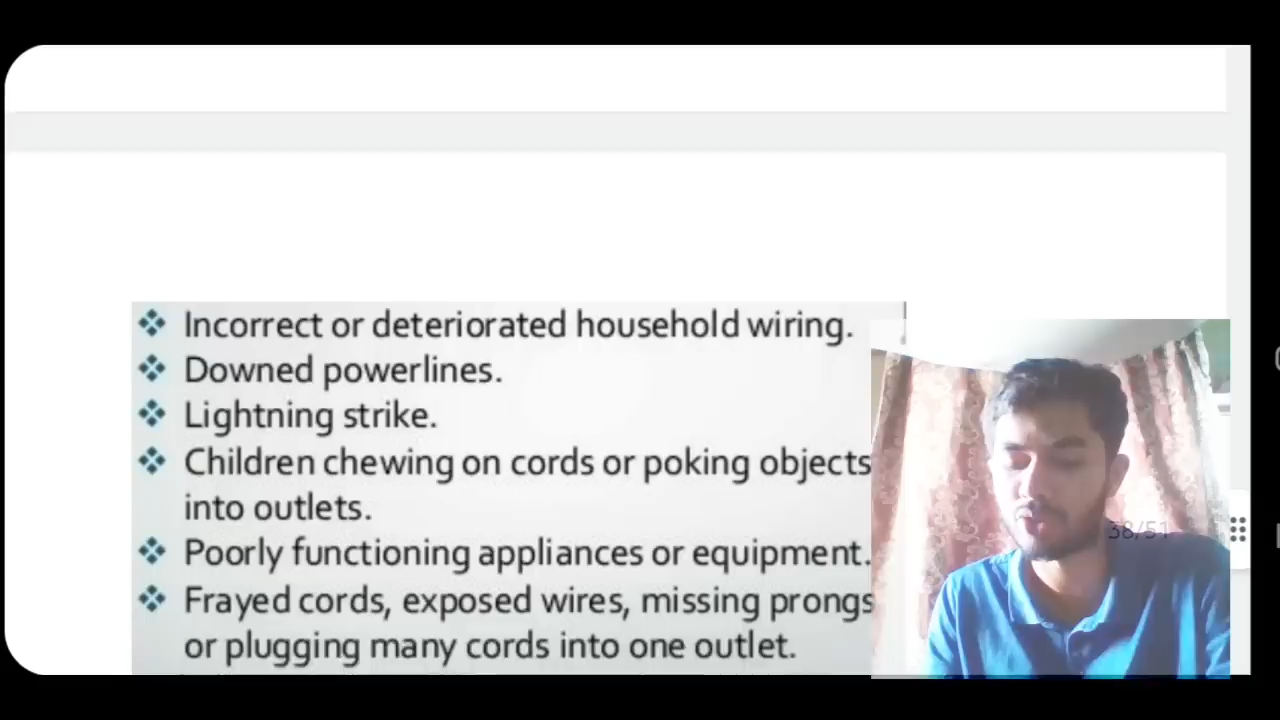 Incorrect or deteriorated household wiring.
Downed powerlines.
Lightning strike.
Children chewing on cords or poking objects
into outlets.
Poorly functioning appliances or equipment.
Frayed cords, exposed wires, missing prongs
or plugging many cords into one outlet.
38/51